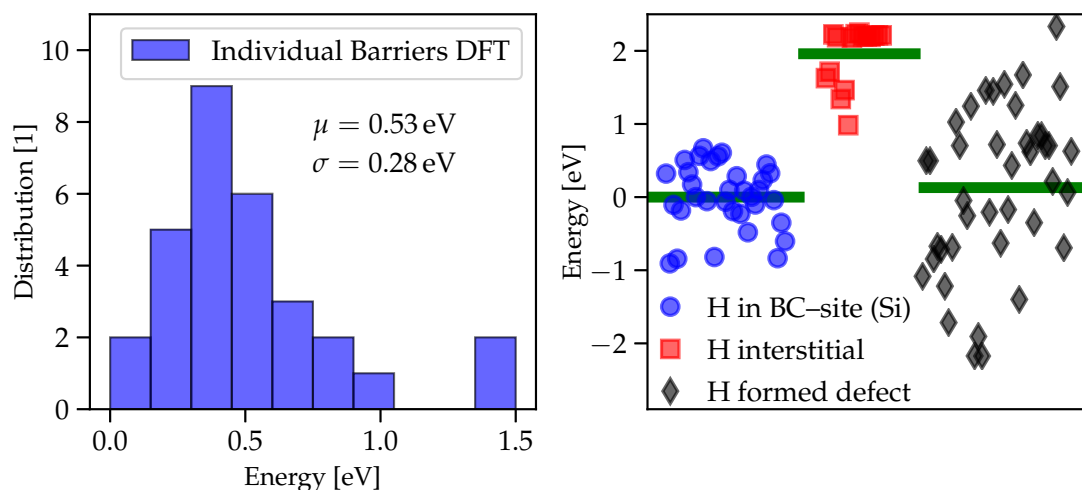 10
8
6
4
2
0
Distribution [1]
Individual Barriers DFT
μ = 0.53 eV
σ = 0.28 eV
0.0
0.5
1.0
1.5
Energy [eV]
2
1
0
−1
−2
Energy [eV]
H in BC–site (Si)
H interstitial
H formed defect